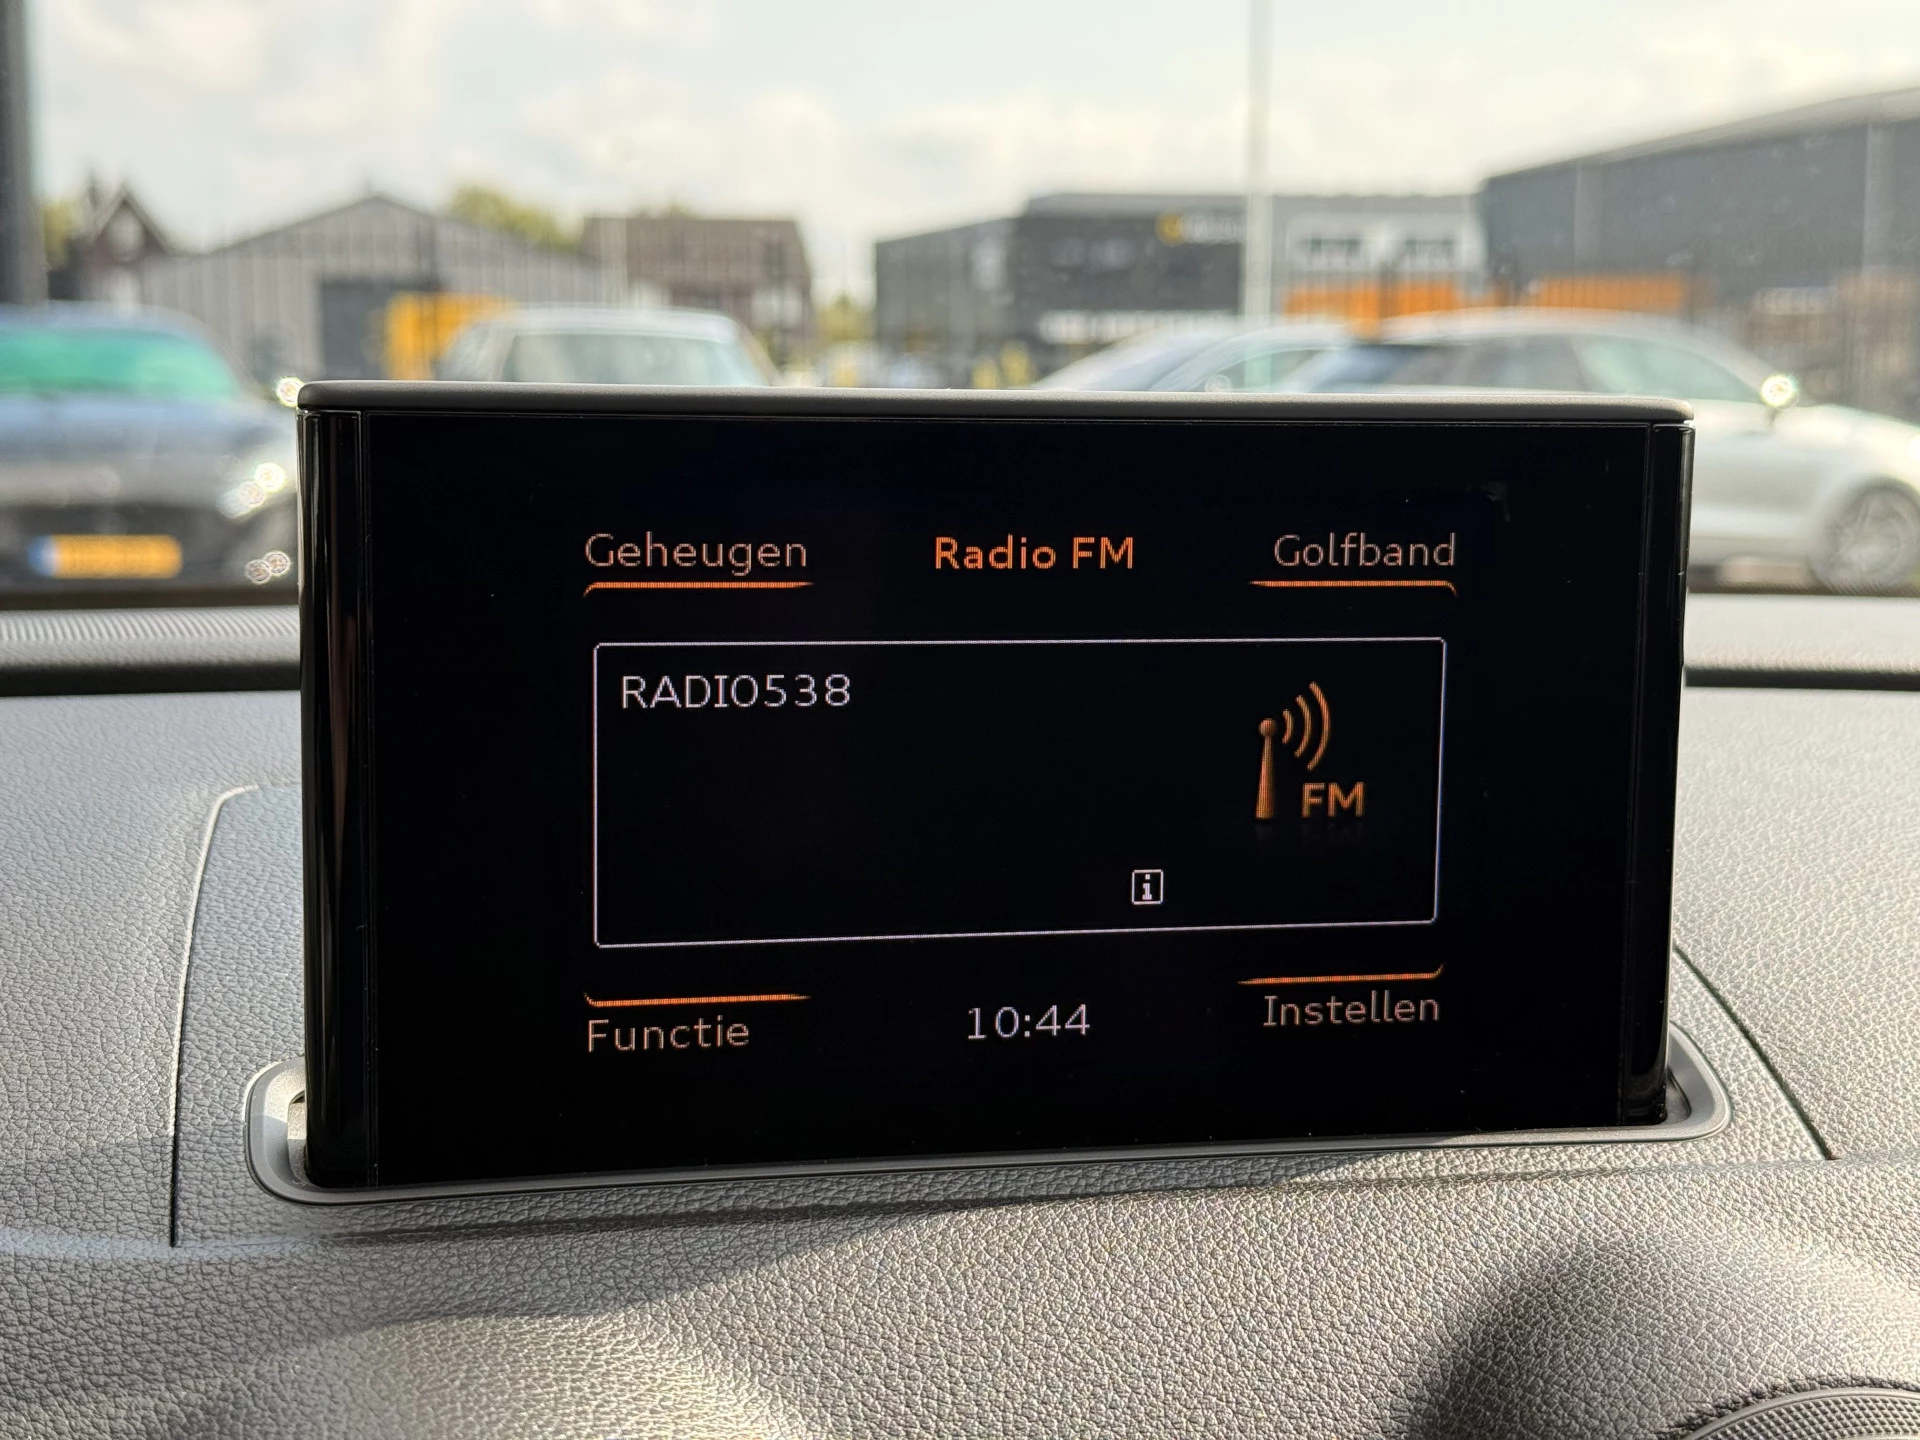 Geheugen Radio FM Golfband
RADIO538
FM
i
Functie 10:44 Instellen